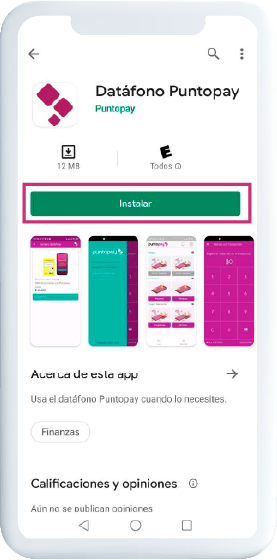 Datáfono Puntopay
Puntopay
12 MB
Todos
Instalar
puntopay
$0
Acerca de esta app
Usa el datáfono Puntopay cuando lo necesites.
Finanzas
Calificaciones y opiniones
Aún no se publican opiniones